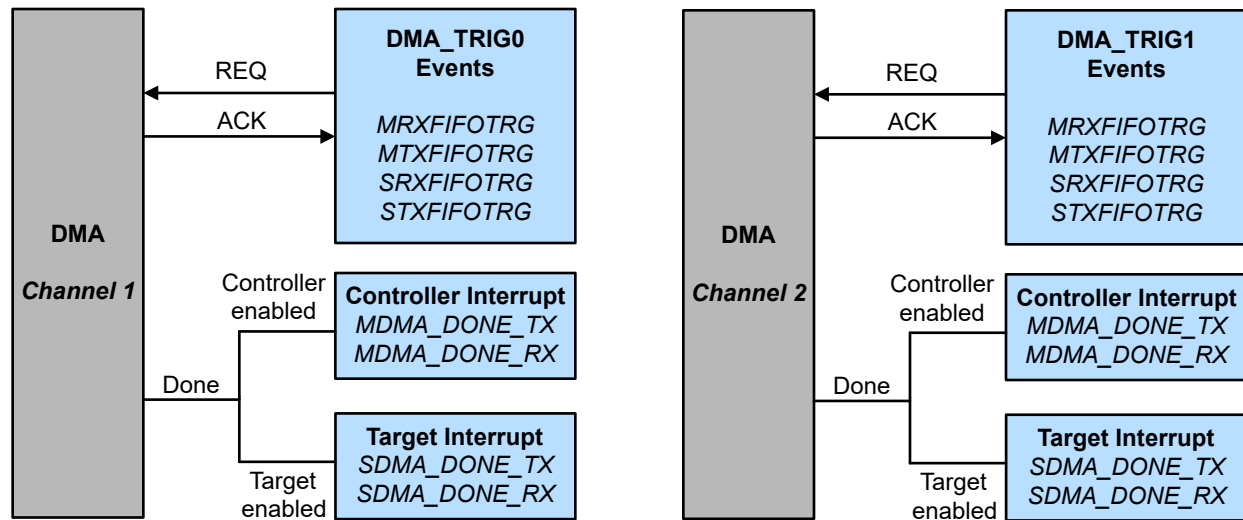 DMA
Channel 1
REQ
ACK
DMA_TRIG0
Events
MRXFIFOTRG
MTXFIFOTRG
SRXFIFOTRG
STXFIFOTRG
Done
Controller
enabled
Controller Interrupt
MDMA_DONE_TX
MDMA_DONE_RX
Target
enabled
Target Interrupt
SDMA_DONE_TX
SDMA_DONE_RX
DMA
Channel 2
REQ
ACK
DMA_TRIG1
Events
MRXFIFOTRG
MTXFIFOTRG
SRXFIFOTRG
STXFIFOTRG
Done
Controller
enabled
Controller Interrupt
MDMA_DONE_TX
MDMA_DONE_RX
Target
enabled
Target Interrupt
SDMA_DONE_TX
SDMA_DONE_RX